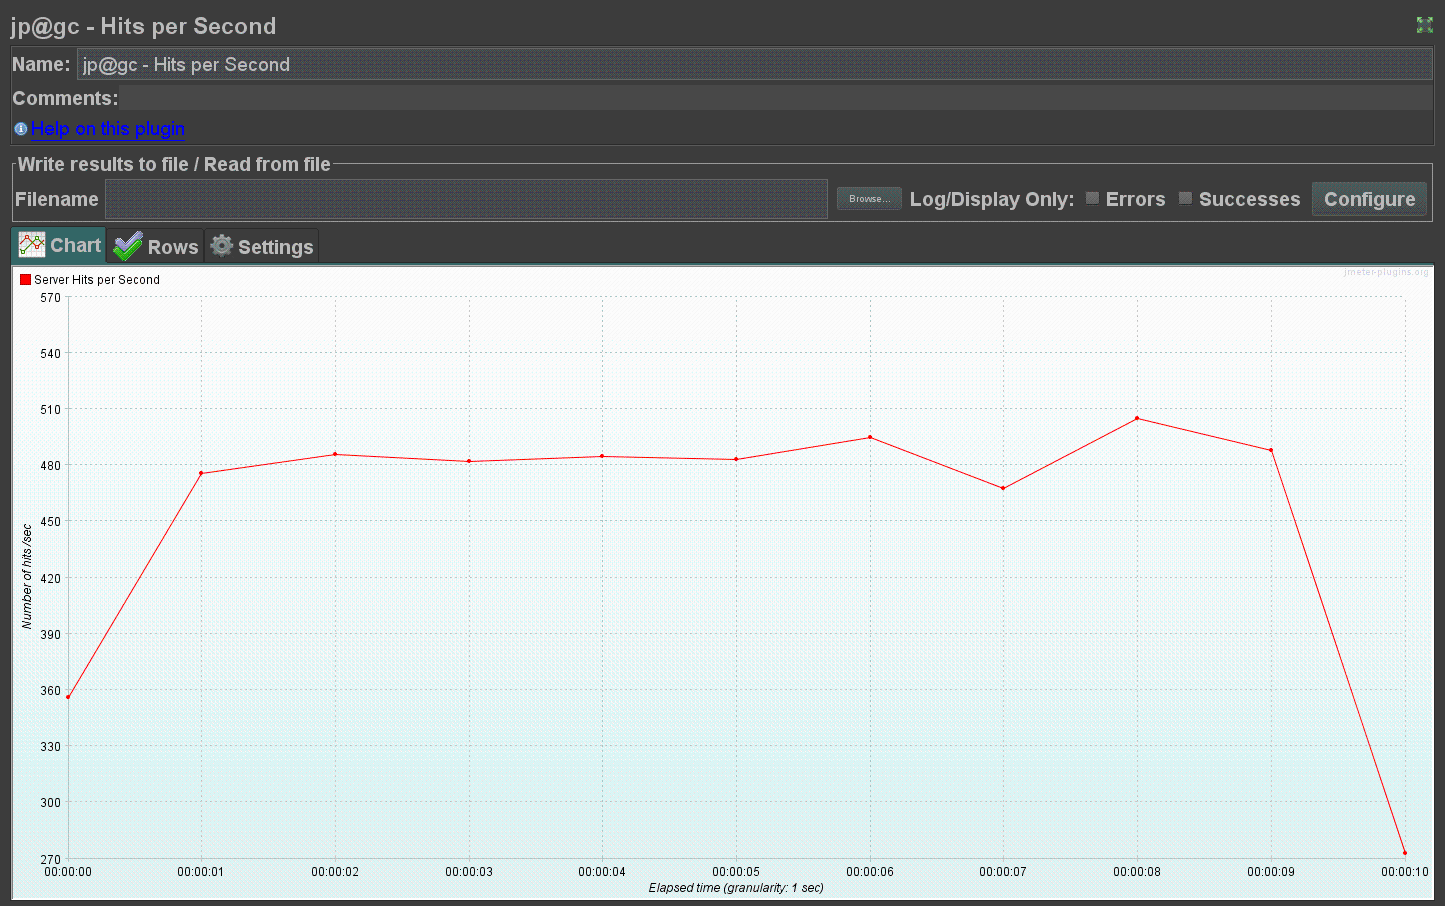 jp@gc - Hits per Second
Name: jp@gc - Hits per Second
Comments:
Help on this plugin
Write results to file / Read from file
Filename Browse... Log/Display Only: Errors Successes Configure
Chart Rows Settings
Server Hits per Second
jmeter-plugins.org
570
540
510
480
450
420
390
360
330
300
270
Number of hits /sec
00:00:00 00:00:01 00:00:02 00:00:03 00:00:04 00:00:05 00:00:06 00:00:07 00:00:08 00:00:09 00:00:10
Elapsed time (granularity: 1 sec)